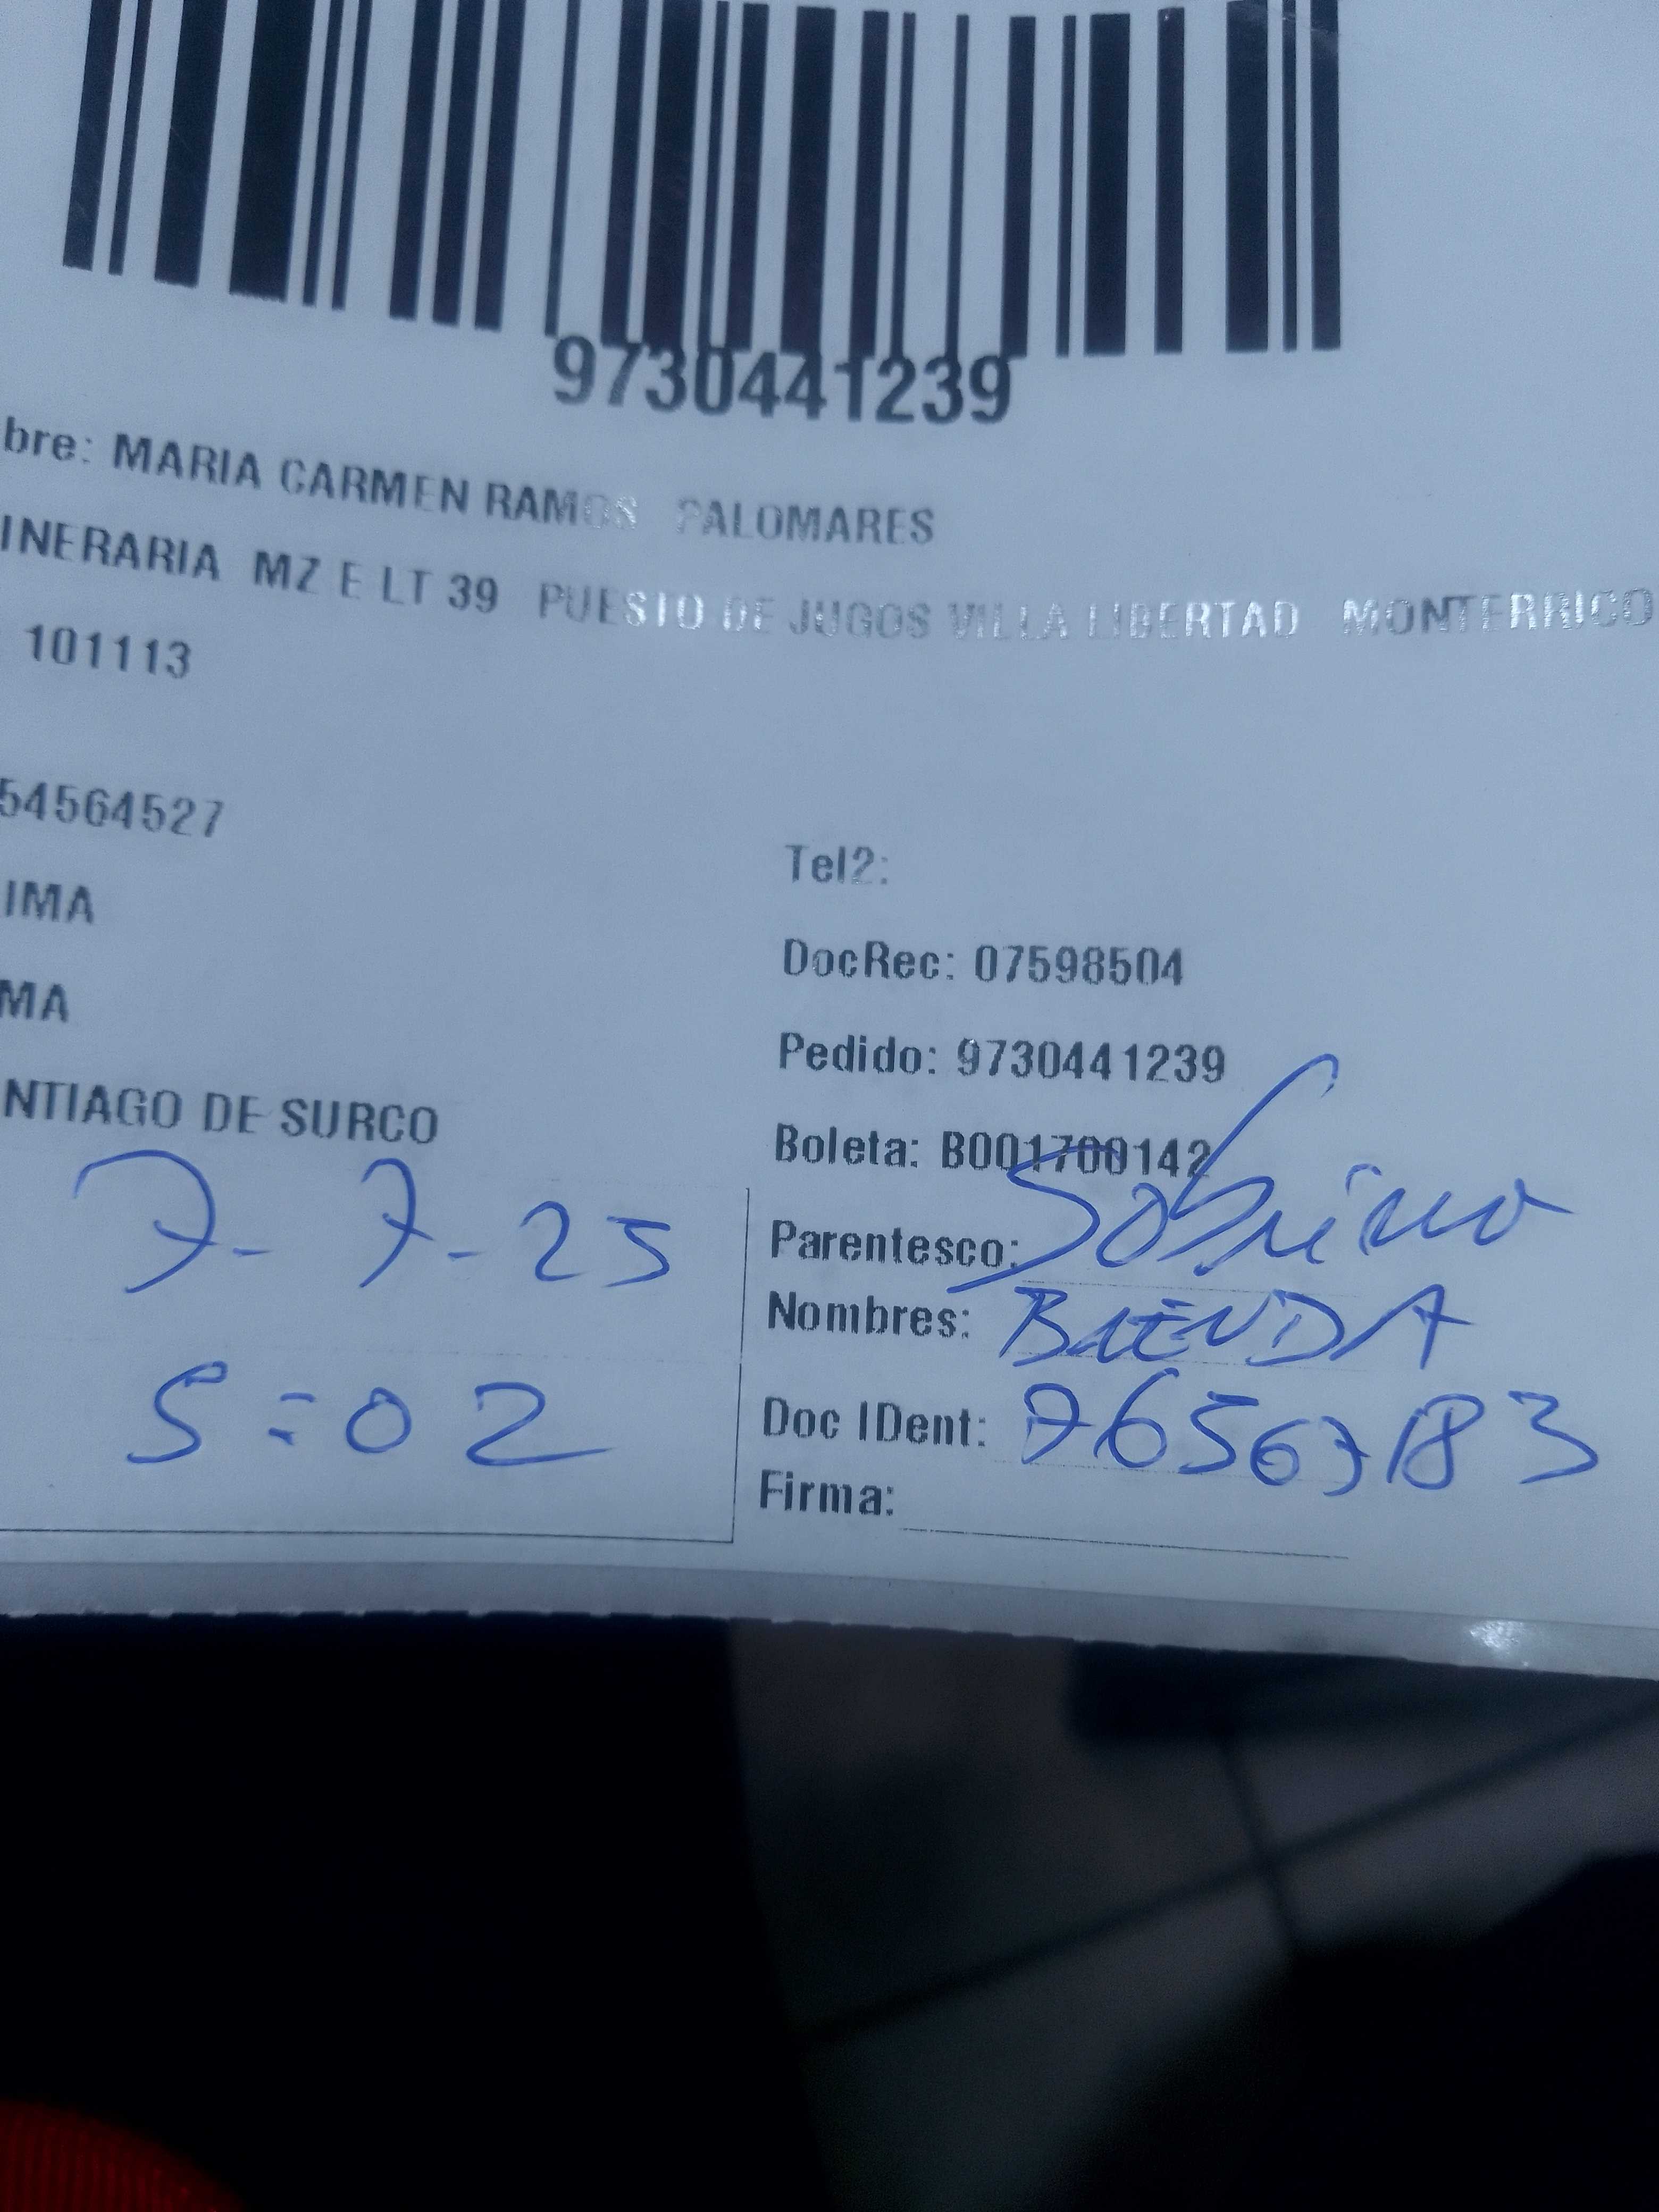 9730441239
bre: MARIA CARMEN RAMOS PALOMARES
INERARIA MZ E LT 39 PUESTO DE JUGOS VILLA LIBERTAD MONTERRICO
101113
54564527
Tel2:
IMA
DocRec: 07598504
MA
Pedido: 9730441239
NTIAGO DE SURCO
Boleta: B001700142
7-7-25
Parentesco: Sobrino
Nombres: BRENDA
5:02
Doc IDent: 76567183
Firma: